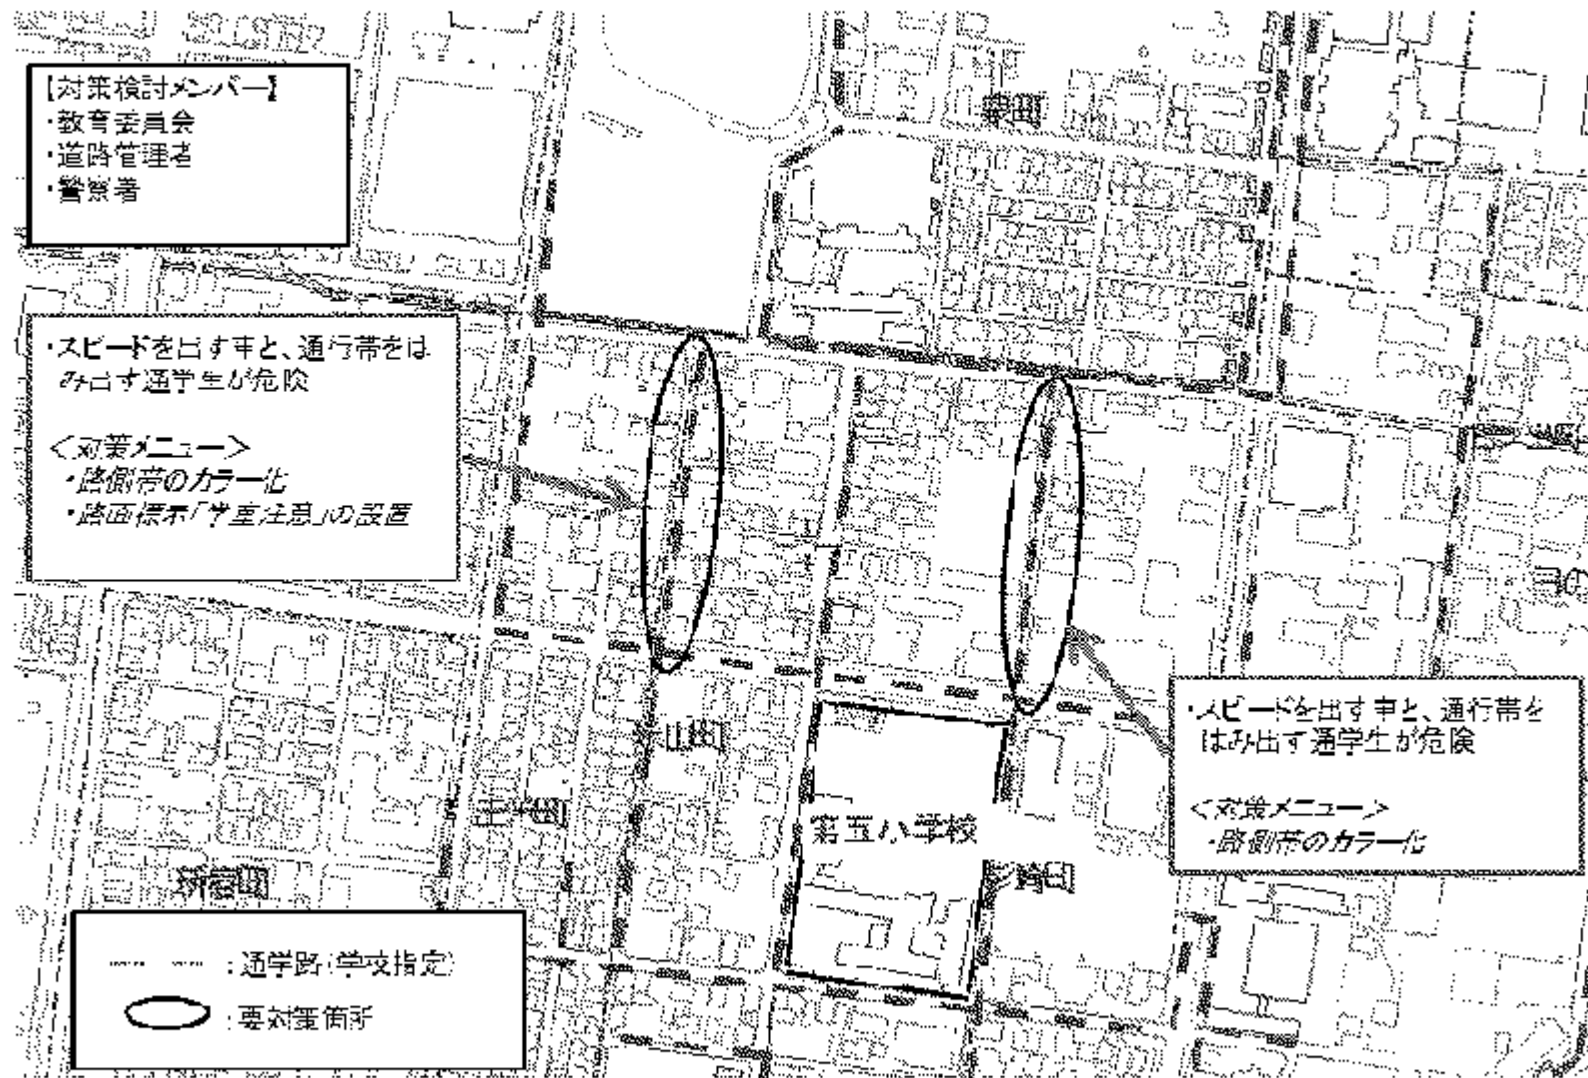 【対策検討メンバー】
・教育委員会
・道路管理者
・警察署
・スピードを出す車と、通行帯をは
み出す通学生が危険
<対策メニュー>
・路側帯のカラー化
・路面標示「学童注意」の設置
・スピードを出す車と、通行帯を
はみ出す通学生が危険
<対策メニュー>
・路側帯のカラー化
第五小学校
新宿町
:通学路(学校指定)
:要対策箇所